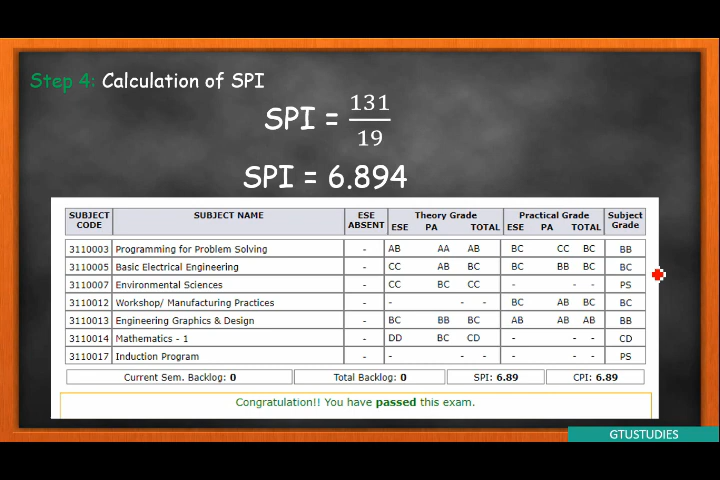 Step 4: Calculation of SPI
SPI = 131/19
SPI = 6.894
SUBJECT CODE SUBJECT NAME ESE ABSENT Theory Grade ESE PA TOTAL Practical Grade ESE PA TOTAL Subject Grade
3110003 Programming for Problem Solving - AB AA AB BC CC BC BB
3110005 Basic Electrical Engineering - CC AB BC BC BB BC BC
3110007 Environmental Sciences - CC BC CC - - - PS
3110012 Workshop/ Manufacturing Practices - - - - BC AB BC BC
3110013 Engineering Graphics & Design - BC BB BC AB AB AB BB
3110014 Mathematics - 1 - DD BC CD - - - CD
3110017 Induction Program - - - - - - - PS
Current Sem. Backlog: 0 Total Backlog: 0 SPI: 6.89 CPI: 6.89
Congratulation!! You have passed this exam.
GTUSTUDIES